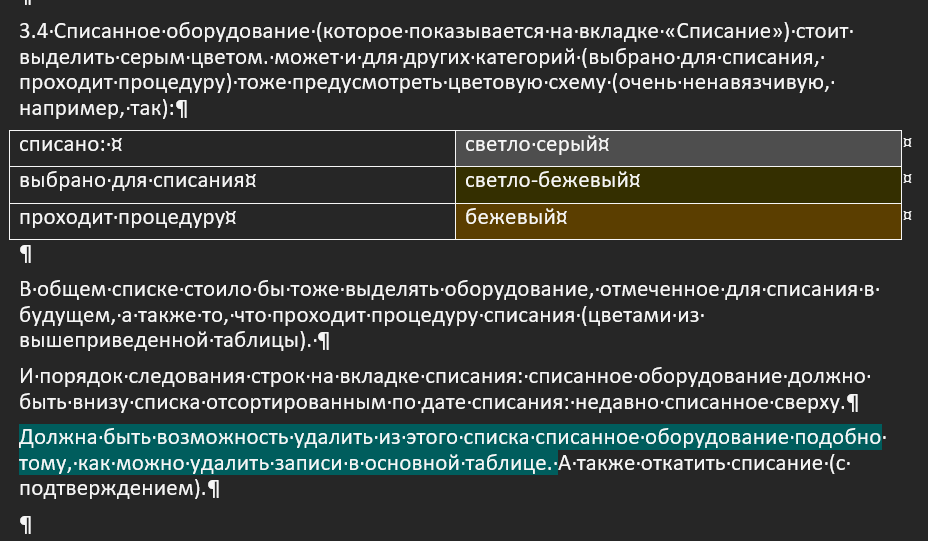 3.4 Списанное оборудование (которое показывается на вкладке «Списание») стоит
выделить серым цветом. может и для других категорий (выбрано для списания,
проходит процедуру) тоже предусмотреть цветовую схему (очень ненавязчивую,
например, так):¶
списано: ¤ светло серый¤ ¤
выбрано для списания¤ светло-бежевый¤ ¤
проходит процедуру¤ бежевый¤ ¤
¶
В общем списке стоило бы тоже выделять оборудование, отмеченное для списания в
будущем, а также то, что проходит процедуру списания (цветами из
вышеприведенной таблицы). ¶
И порядок следования строк на вкладке списания: списанное оборудование должно
быть внизу списка отсортированным по дате списания: недавно списанное сверху.¶
Должна быть возможность удалить из этого списка списанное оборудование подобно
тому, как можно удалить записи в основной таблице. А также откатить списание (с
подтверждением).¶
¶